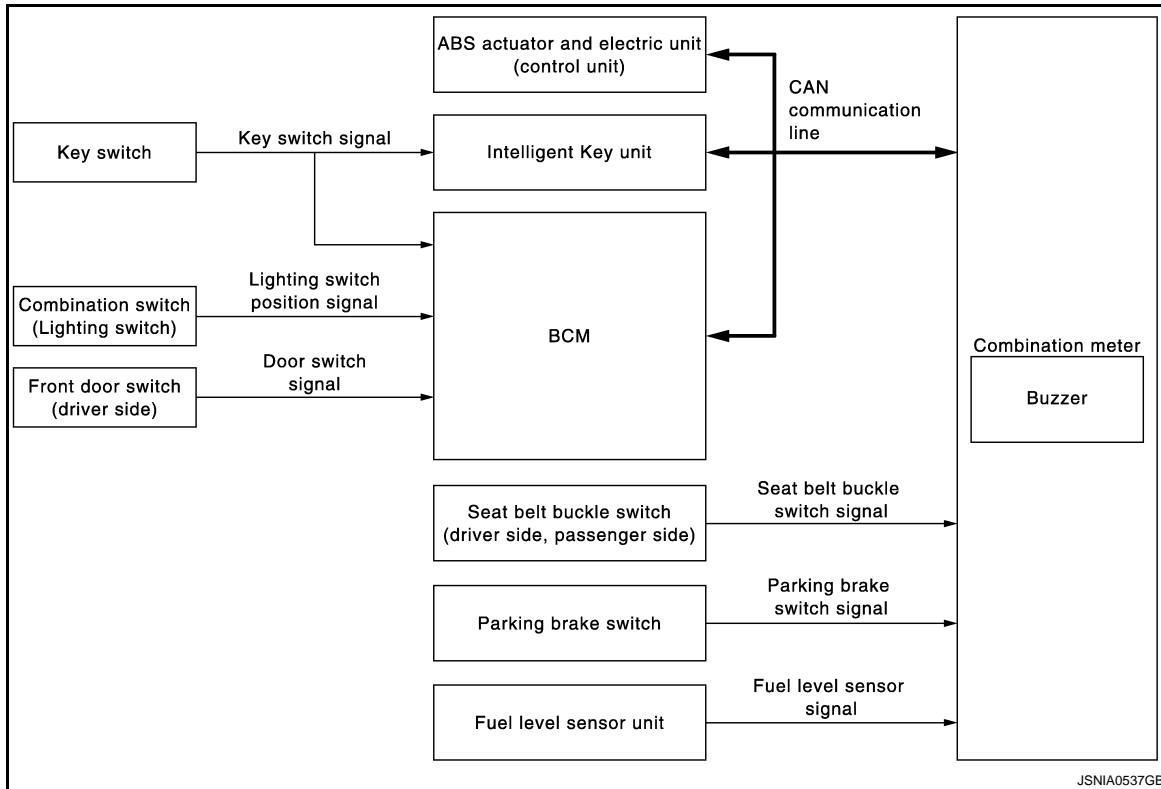 ABS actuator and electric unit
(control unit)
CAN
communication
line
Key switch
Key switch signal
Intelligent Key unit
Lighting switch
position signal
Combination switch
(Lighting switch)
BCM
Door switch
signal
Front door switch
(driver side)
Combination meter
Buzzer
Seat belt buckle switch
(driver side, passenger side)
Seat belt buckle
switch signal
Parking brake switch
Parking brake
switch signal
Fuel level sensor unit
Fuel level sensor
signal
JSNIA0537GB